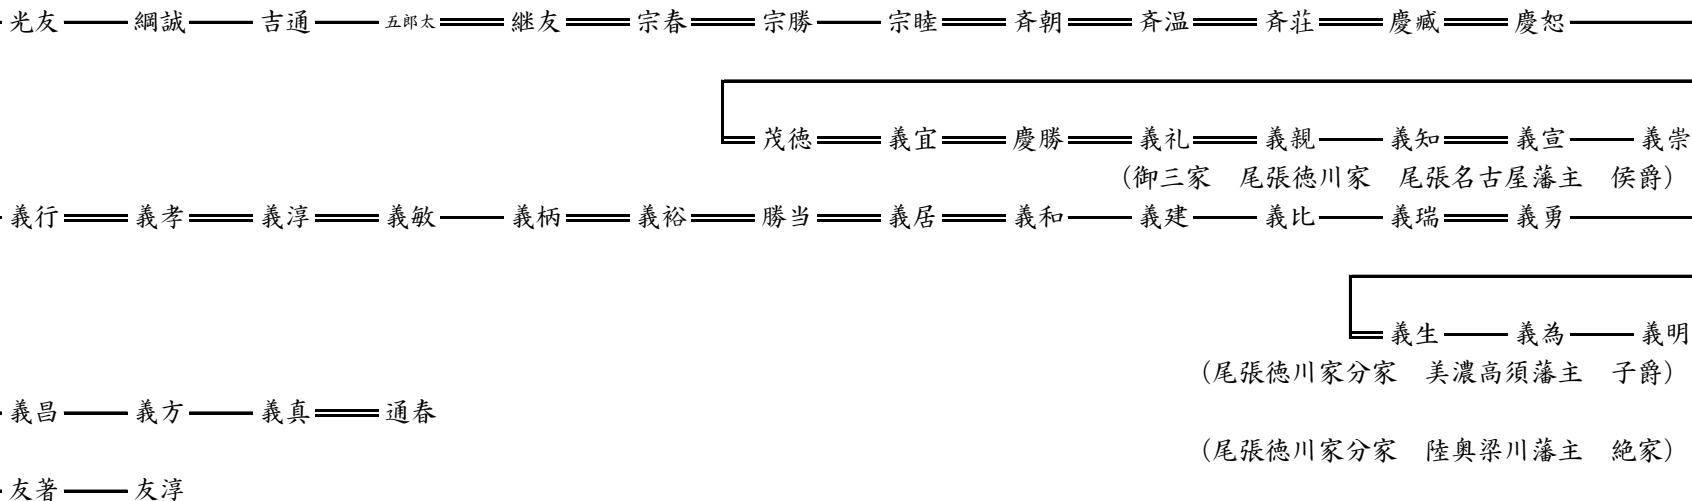 光友 綱誠 吉通 五郎太 継友 宗春 宗勝 宗睦 斉朝 斉温 斉荘 慶臧 慶恕
茂徳 義宜 慶勝 義礼 義親 義知 義宣 義崇
(御三家　尾張徳川家　尾張名古屋藩主　侯爵)
義行 義孝 義淳 義敏 義柄 義裕 勝当 義居 義和 義建 義比 義瑞 義勇
義生 義為 義明
(尾張徳川家分家　美濃高須藩主　子爵)
義昌 義方 義真 通春
(尾張徳川家分家　陸奥梁川藩主　絶家)
友著 友淳